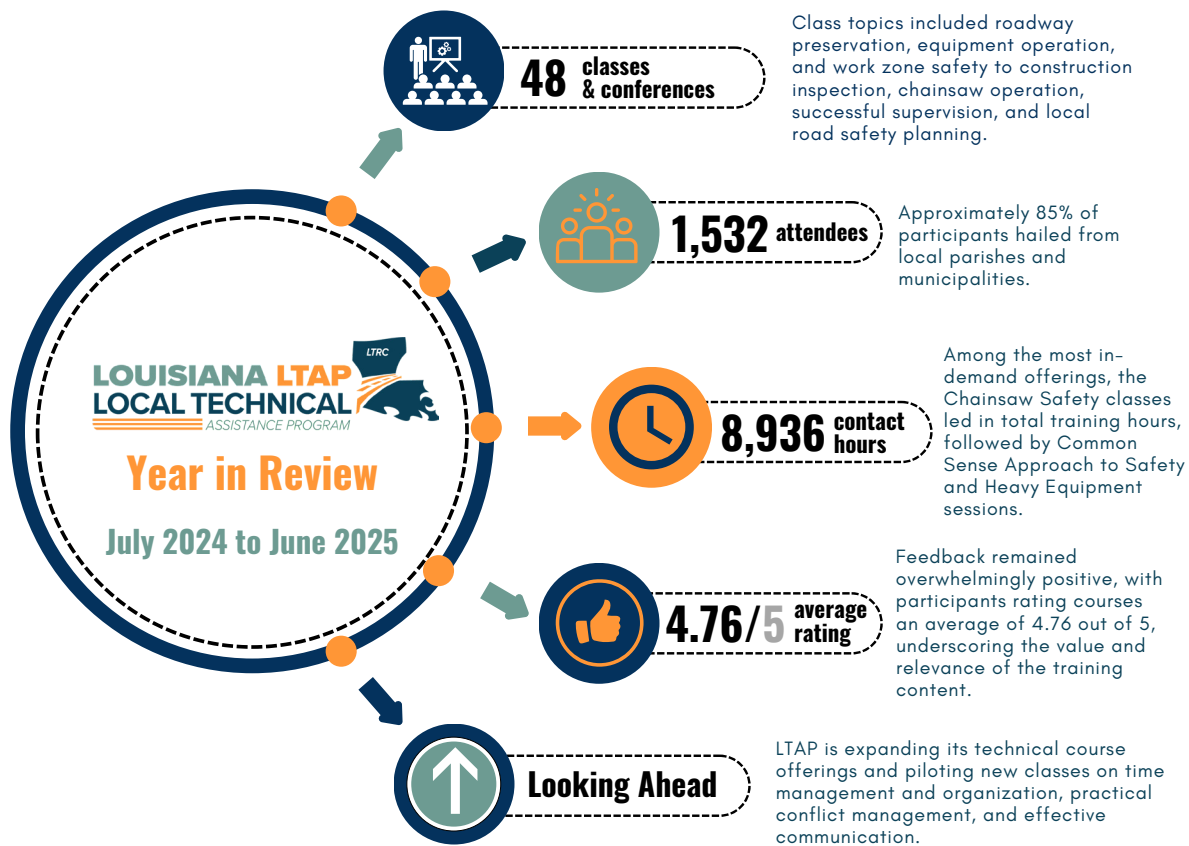 48 classes
& conferences
Class topics included roadway
preservation, equipment operation,
and work zone safety to construction
inspection, chainsaw operation,
successful supervision, and local
road safety planning.
1,532 attendees
Approximately 85% of
participants hailed from
local parishes and
municipalities.
LTRC
LOUISIANA LTAP
LOCAL TECHNICAL
ASSISTANCE PROGRAM
Year in Review
July 2024 to June 2025
8,936 contact
hours
Among the most in-
demand offerings, the
Chainsaw Safety classes
led in total training hours,
followed by Common
Sense Approach to Safety
and Heavy Equipment
sessions.
4.76/5 average
rating
Feedback remained
overwhelmingly positive, with
participants rating courses
an average of 4.76 out of 5,
underscoring the value and
relevance of the training
content.
Looking Ahead
LTAP is expanding its technical course
offerings and piloting new classes on time
management and organization, practical
conflict management, and effective
communication.